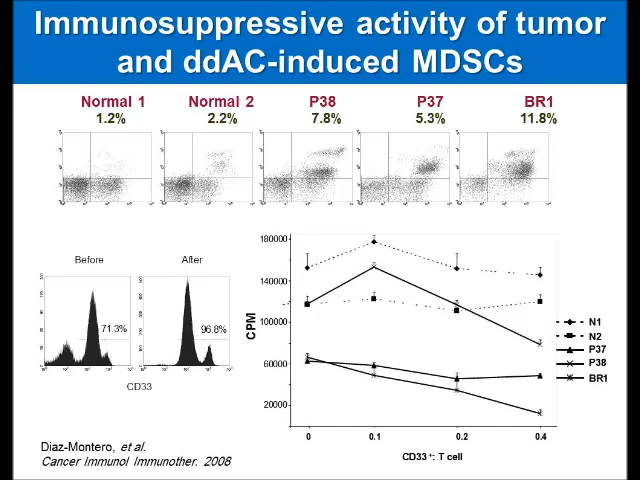 Immunosuppressive activity of tumor
and ddAC-induced MDSCs
Normal 1 Normal 2 P38 P37 BR1
1.2% 2.2% 7.8% 5.3% 11.8%
Before After
71.3% 96.8%
CD33
180000
140000
100000
60000
20000
CPM
0 0.1 0.2 0.4
CD33⁺: T cell
N1
N2
P37
P38
BR1
Diaz-Montero, et al.
Cancer Immunol Immunother. 2008